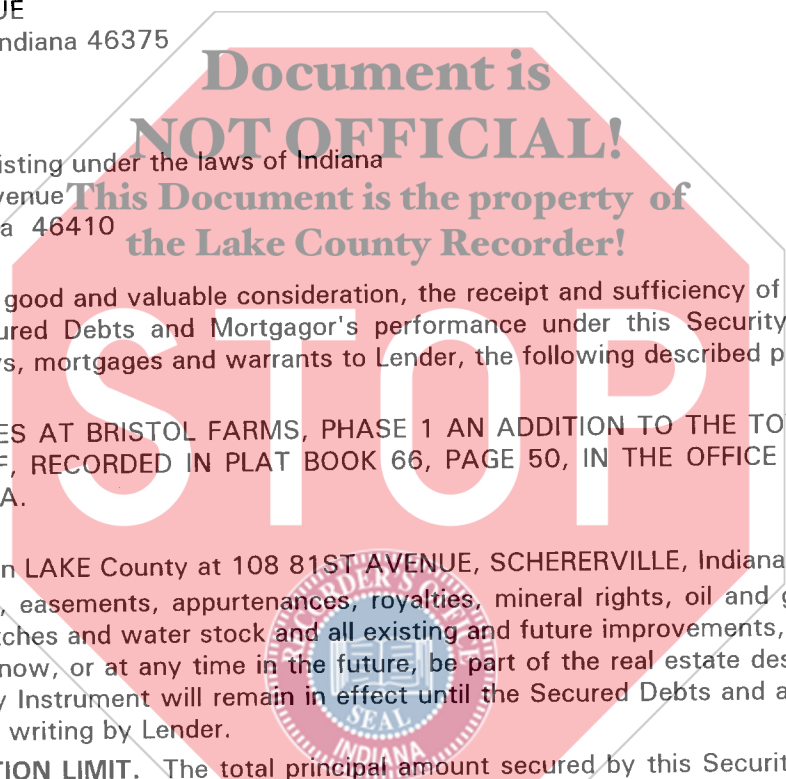 UE
ndiana 46375
Document is
NOT OFFICIAL!
isting under the laws of Indiana
venue
This Document is the property of
a 46410
the Lake County Recorder!
good and valuable consideration, the receipt and sufficiency of
ured Debts and Mortgagor's performance under this Security
ys, mortgages and warrants to Lender, the following described p
STOP
ES AT BRISTOL FARMS, PHASE 1 AN ADDITION TO THE TO
F, RECORDED IN PLAT BOOK 66, PAGE 50, IN THE OFFICE
A.
n LAKE County at 108 81ST AVENUE, SCHERERVILLE, Indiana
, easements, appurtenances, royalties, mineral rights, oil and g
tches and water stock and all existing and future improvements,
now, or at any time in the future, be part of the real estate des
y Instrument will remain in effect until the Secured Debts and a
writing by Lender.
RECORDER'S OFFICE
SEAL
INDIANA
TION LIMIT. The total principal amount secured by this Securit